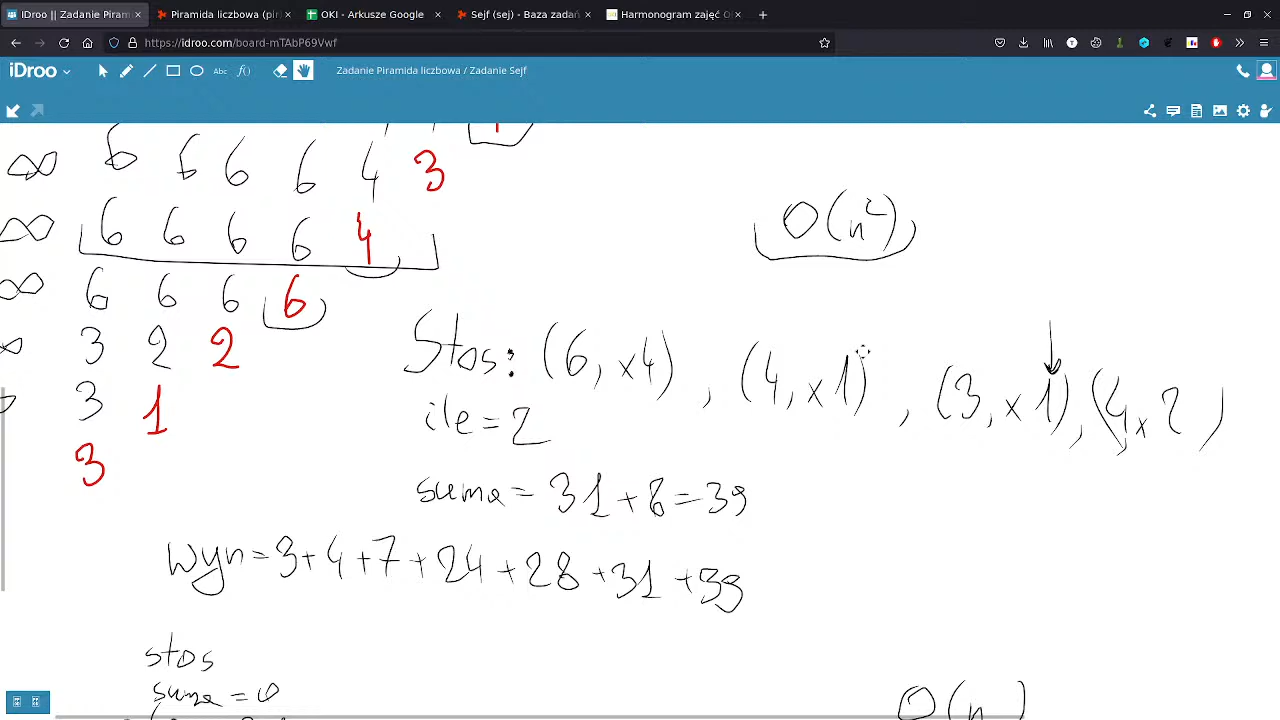 iDroo || Zadanie Piram
Piramida liczbowa (pir
OKI - Arkusze Google
Sejf (sej) - Baza zadań
Harmonogram zajęć O
https://idroo.com/board-mTAbP69Vwf
iDroo
Abc
f()
Zadanie Piramida liczbowa / Zadanie Sejf
∞ 6 6 6 6 4 3
∞ 6 6 6 6 4
∞ 6 6 6 6
3 2 2
3 1
3
O(n²)
Stos: (6, x4), (4, x1), (3, x1), (4, x2)
ile = 2
suma = 31 + 8 = 39
wyn = 3 + 4 + 7 + 24 + 28 + 31 + 39
stos
suma = 0
O(n)